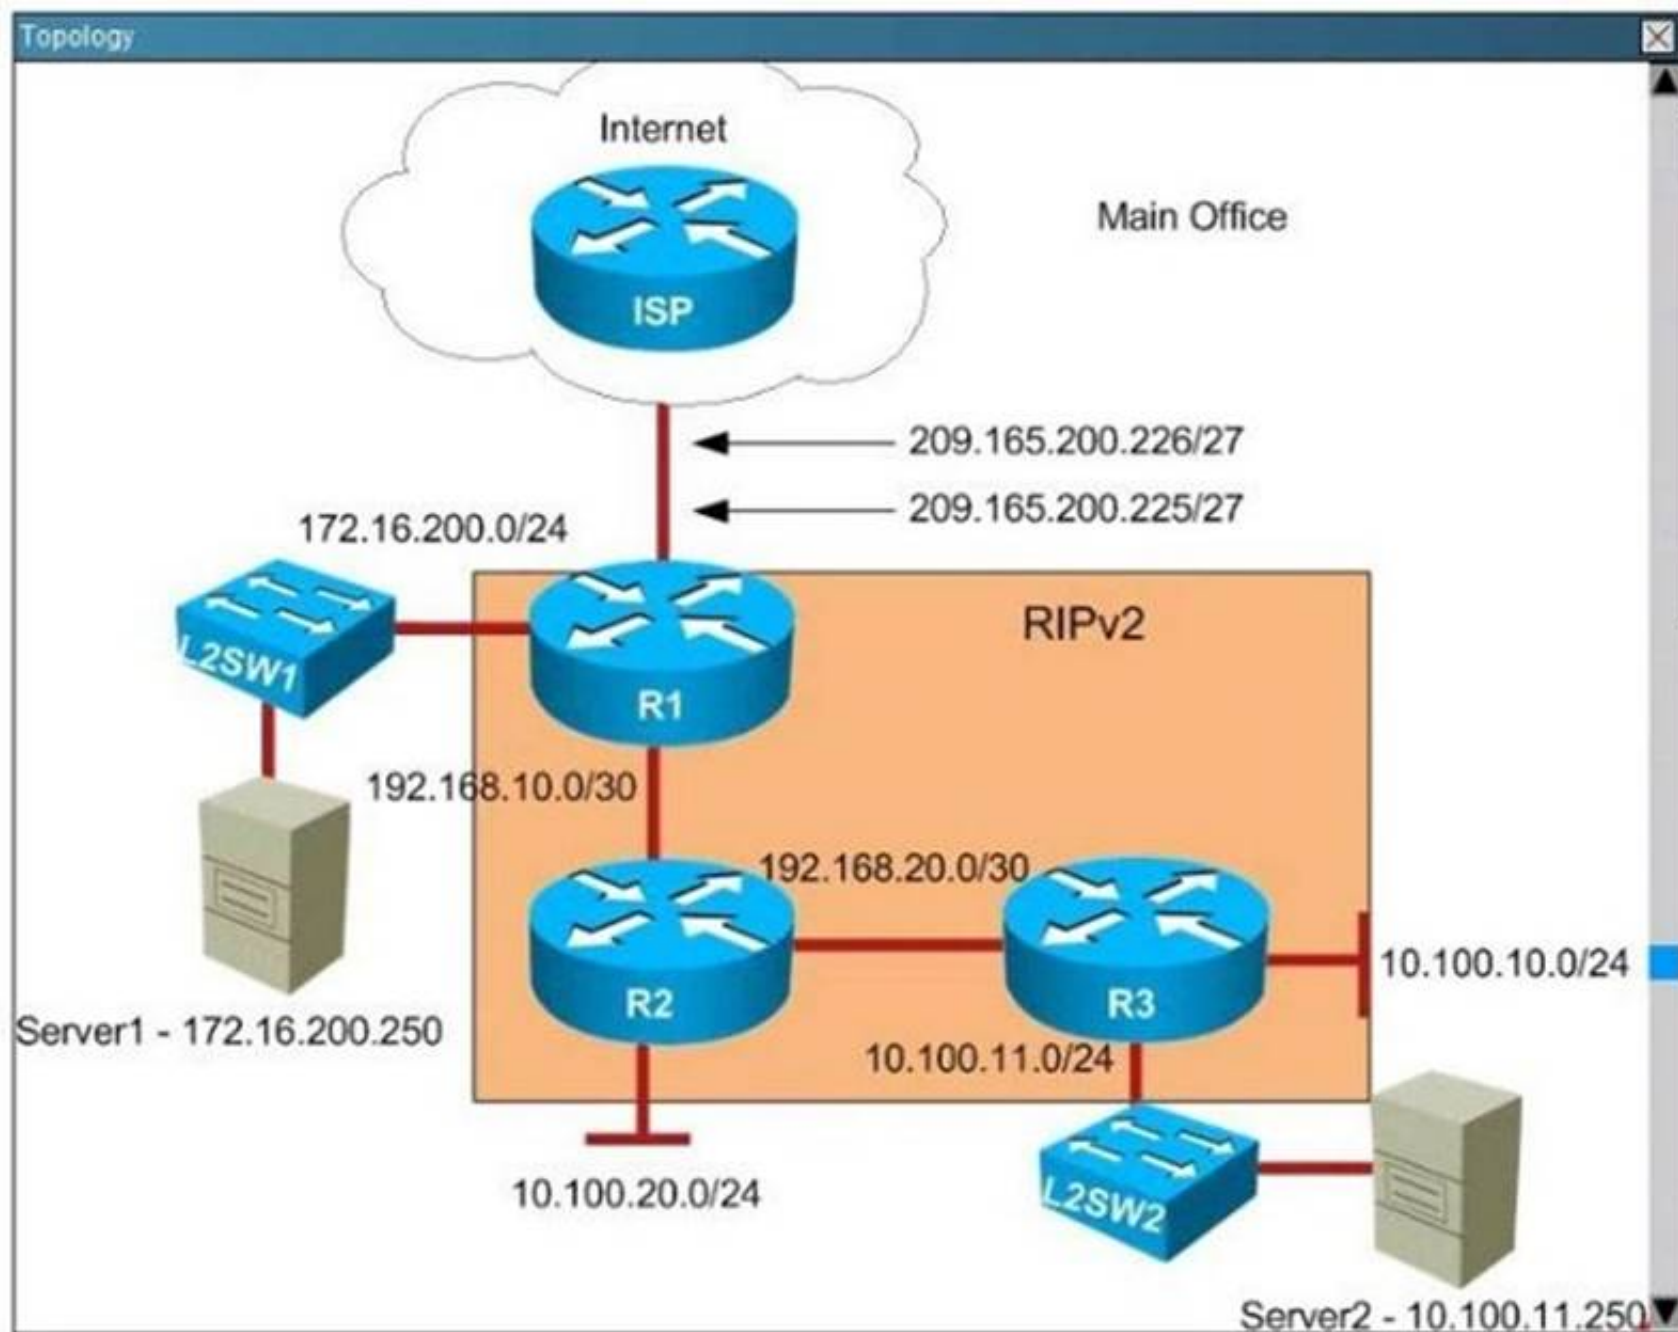 Topology
Internet
Main Office
ISP
209.165.200.226/27
209.165.200.225/27
172.16.200.0/24
RIPv2
L2SW1
R1
192.168.10.0/30
192.168.20.0/30
10.100.10.0/24
R2
R3
Server1 - 172.16.200.250
10.100.11.0/24
10.100.20.0/24
L2SW2
Server2 - 10.100.11.250